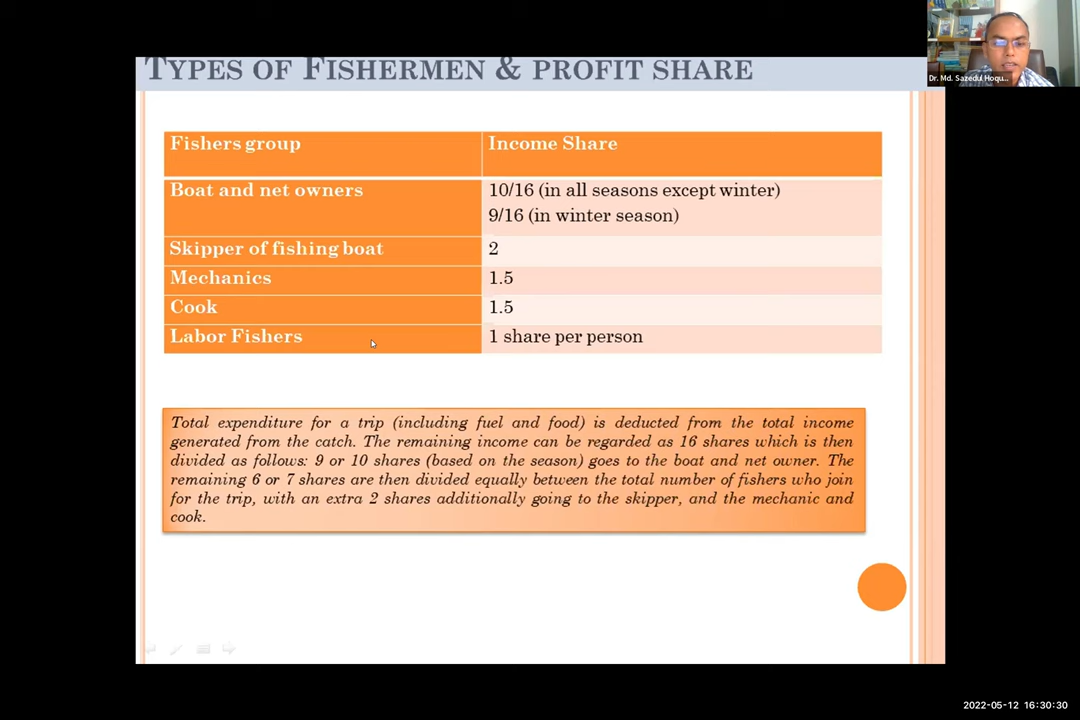 TYPES OF FISHERMEN & PROFIT SHARE
Dr. Md. Sazedul Hoqu...
Fishers group Income Share
Boat and net owners 10/16 (in all seasons except winter)
9/16 (in winter season)
Skipper of fishing boat 2
Mechanics 1.5
Cook 1.5
Labor Fishers 1 share per person
Total expenditure for a trip (including fuel and food) is deducted from the total income
generated from the catch. The remaining income can be regarded as 16 shares which is then
divided as follows: 9 or 10 shares (based on the season) goes to the boat and net owner. The
remaining 6 or 7 shares are then divided equally between the total number of fishers who join
for the trip, with an extra 2 shares additionally going to the skipper, and the mechanic and
cook.
2022-05-12 16:30:30